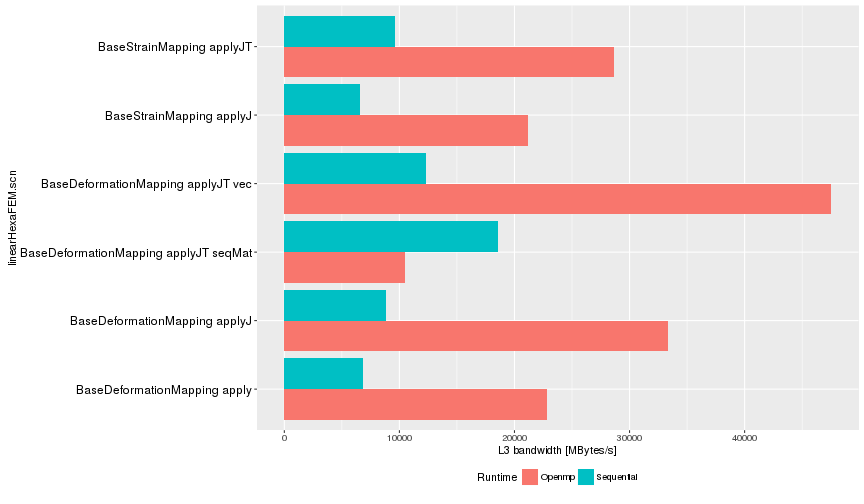 BaseStrainMapping applyJT
BaseStrainMapping applyJ
BaseDeformationMapping applyJT vec
BaseDeformationMapping applyJT seqMat
BaseDeformationMapping applyJ
BaseDeformationMapping apply
linearHexaFEM.scn
0 10000 20000 30000 40000
L3 bandwidth [MBytes/s]
Runtime Openmp Sequential